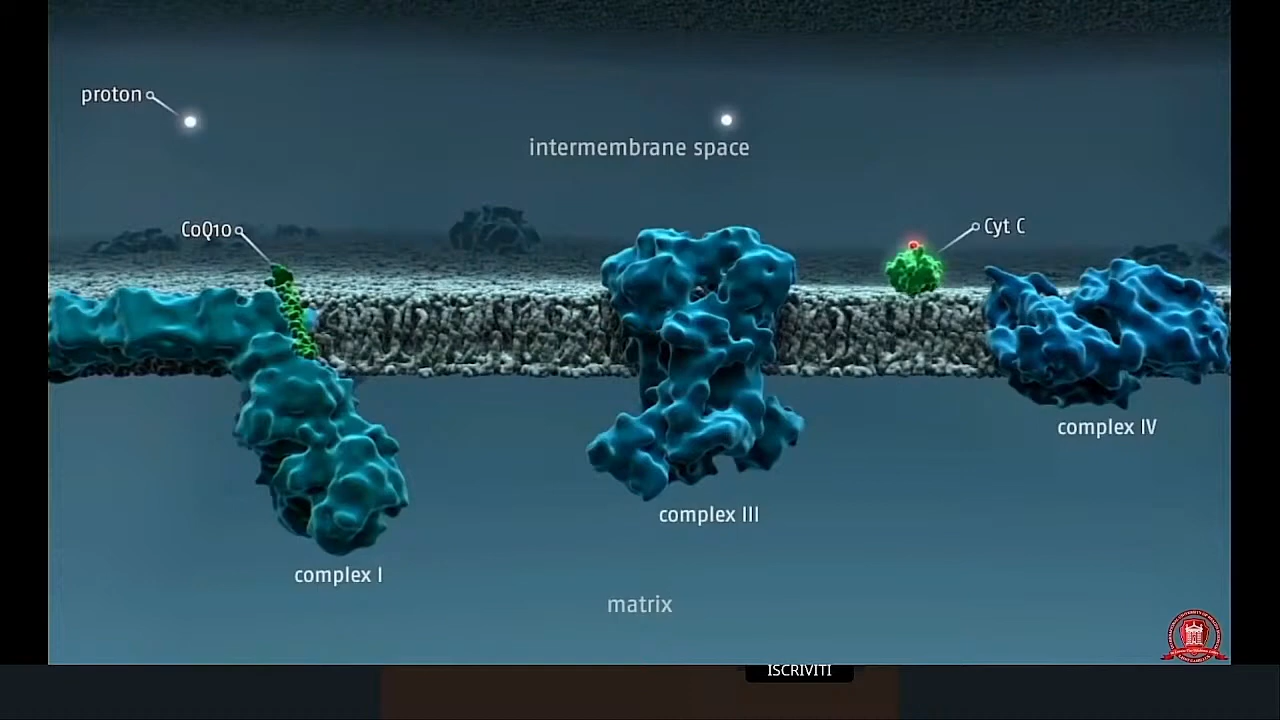 proton
intermembrane space
CoQ10
Cyt C
complex IV
complex III
complex I
matrix
ISCRIVITI